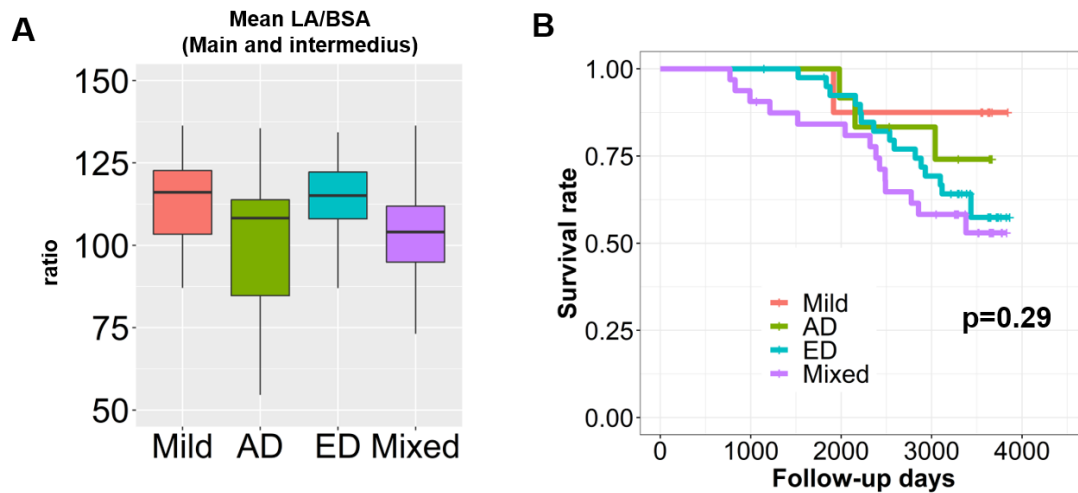 A
Mean LA/BSA
(Main and intermedius)
ratio
150
125
100
75
50
Mild AD ED Mixed
B
Survival rate
1.00
0.75
0.50
0.25
0.00
Mild
AD
ED
Mixed
p=0.29
0 1000 2000 3000 4000
Follow-up days